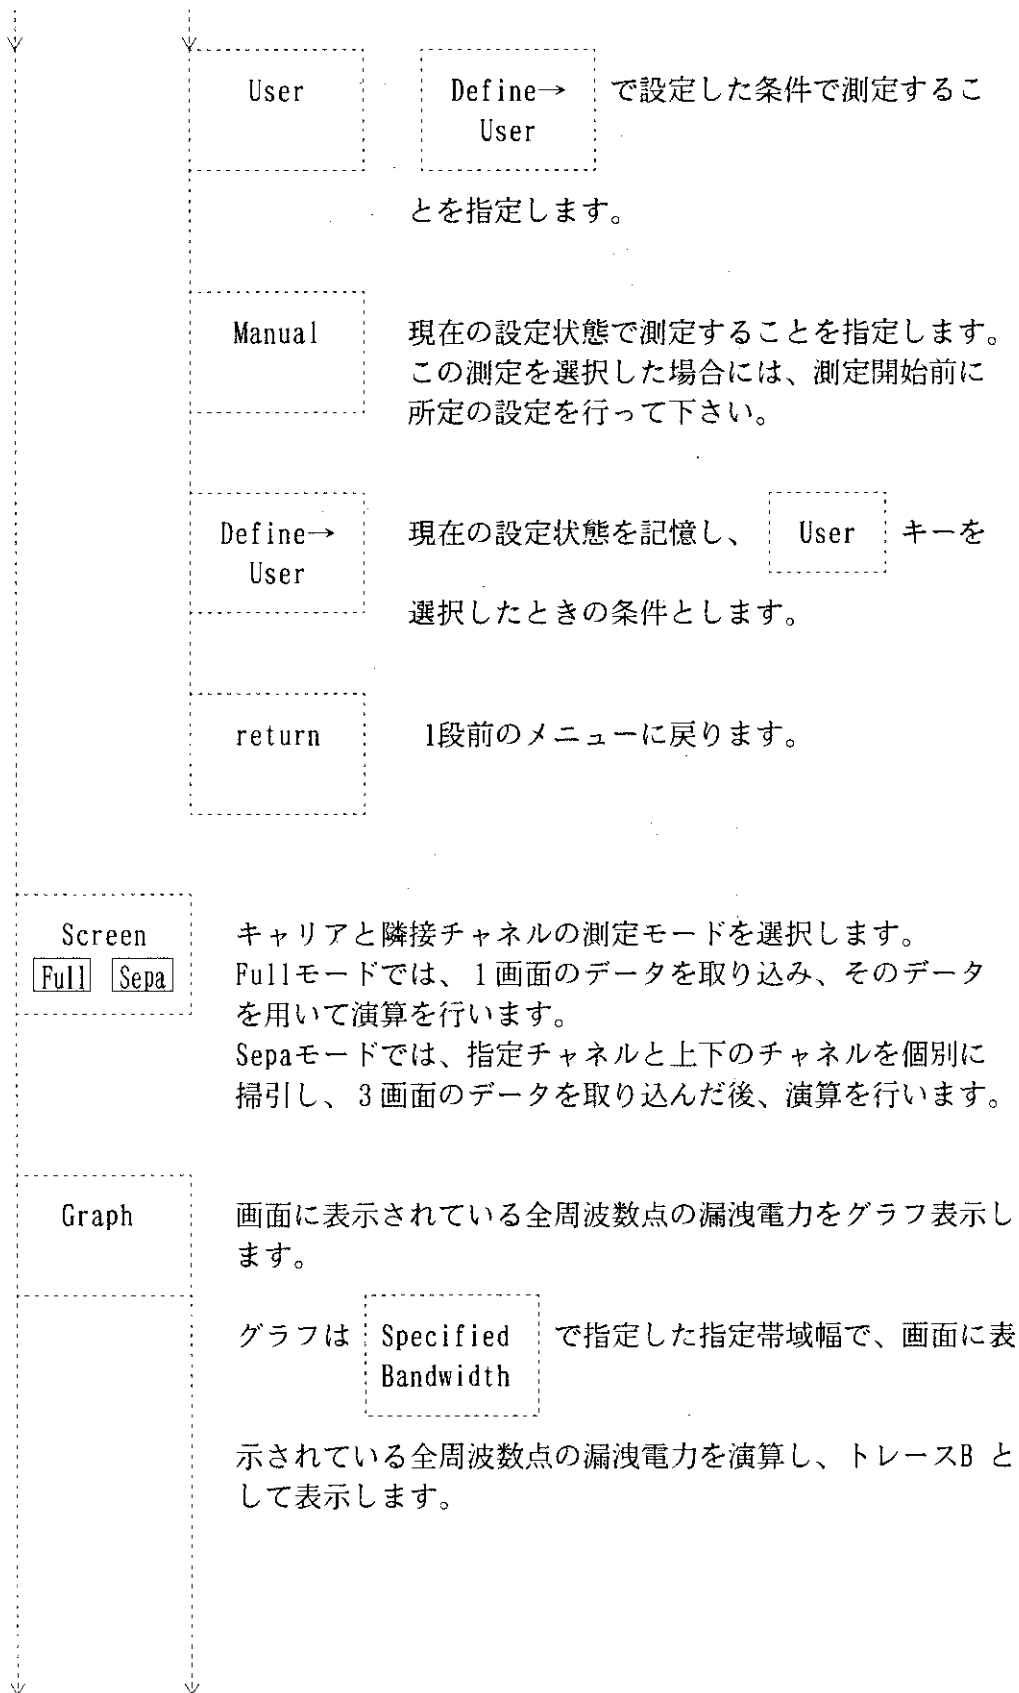 User Define→ で設定した条件で測定するこ
User
とを指定します。
Manual 現在の設定状態で測定することを指定します。
この測定を選択した場合には、測定開始前に
所定の設定を行って下さい。
Define→ 現在の設定状態を記憶し、 User キーを
User
選択したときの条件とします。
return 1段前のメニューに戻ります。
Screen キャリアと隣接チャネルの測定モードを選択します。
Full Sepa Fullモードでは、1画面のデータを取り込み、そのデータ
を用いて演算を行います。
Sepaモードでは、指定チャネルと上下のチャネルを個別に
掃引し、3画面のデータを取り込んだ後、演算を行います。
Graph 画面に表示されている全周波数点の漏洩電力をグラフ表示し
ます。
グラフは Specified で指定した指定帯域幅で、画面に表
Bandwidth
示されている全周波数点の漏洩電力を演算し、トレースB と
して表示します。